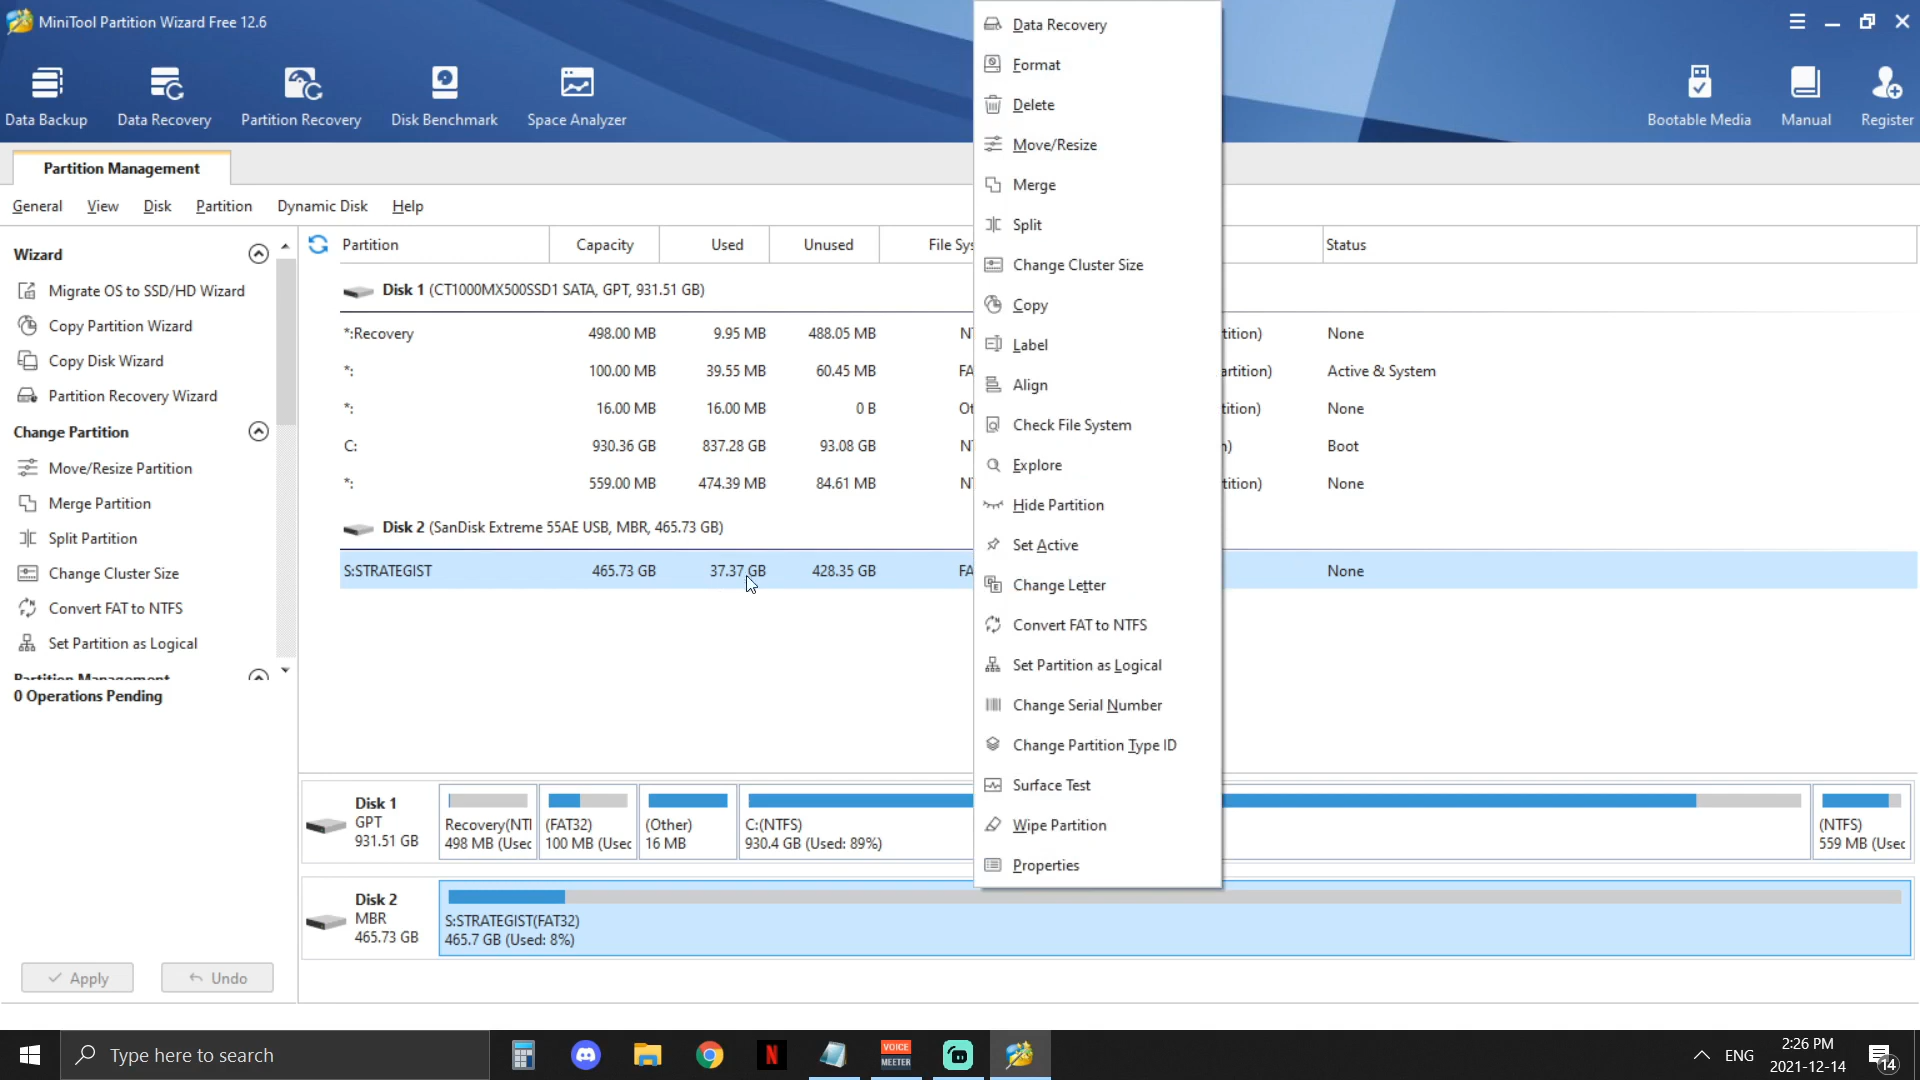 MiniTool Partition Wizard Free 12.6
Data Backup
Data Recovery
Partition Recovery
Disk Benchmark
Space Analyzer
Bootable Media
Manual
Register
Partition Management
General View Disk Partition Dynamic Disk Help
Wizard
Migrate OS to SSD/HD Wizard
Copy Partition Wizard
Copy Disk Wizard
Partition Recovery Wizard
Change Partition
Move/Resize Partition
Merge Partition
Split Partition
Change Cluster Size
Convert FAT to NTFS
Set Partition as Logical
Partition Management
0 Operations Pending
Apply
Undo
Partition Capacity Used Unused File Sys Status
Disk 1 (CT1000MX500SSD1 SATA, GPT, 931.51 GB)
*:Recovery 498.00 MB 9.95 MB 488.05 MB NT tition) None
*: 100.00 MB 39.55 MB 60.45 MB FA artition) Active & System
*: 16.00 MB 16.00 MB 0 B Ot tition) None
C: 930.36 GB 837.28 GB 93.08 GB NT n) Boot
*: 559.00 MB 474.39 MB 84.61 MB NT tition) None
Disk 2 (SanDisk Extreme 55AE USB, MBR, 465.73 GB)
S:STRATEGIST 465.73 GB 37.37 GB 428.35 GB FA None
Data Recovery
Format
Delete
Move/Resize
Merge
Split
Change Cluster Size
Copy
Label
Align
Check File System
Explore
Hide Partition
Set Active
Change Letter
Convert FAT to NTFS
Set Partition as Logical
Change Serial Number
Change Partition Type ID
Surface Test
Wipe Partition
Properties
Disk 1
GPT
931.51 GB
Recovery(NTI
498 MB (Usec
(FAT32)
100 MB (Usec
(Other)
16 MB
C:(NTFS)
930.4 GB (Used: 89%)
(NTFS)
559 MB (Usec
Disk 2
MBR
465.73 GB
S:STRATEGIST(FAT32)
465.7 GB (Used: 8%)
Type here to search
N
VOICE
MEETER
ENG
2:26 PM
2021-12-14
14